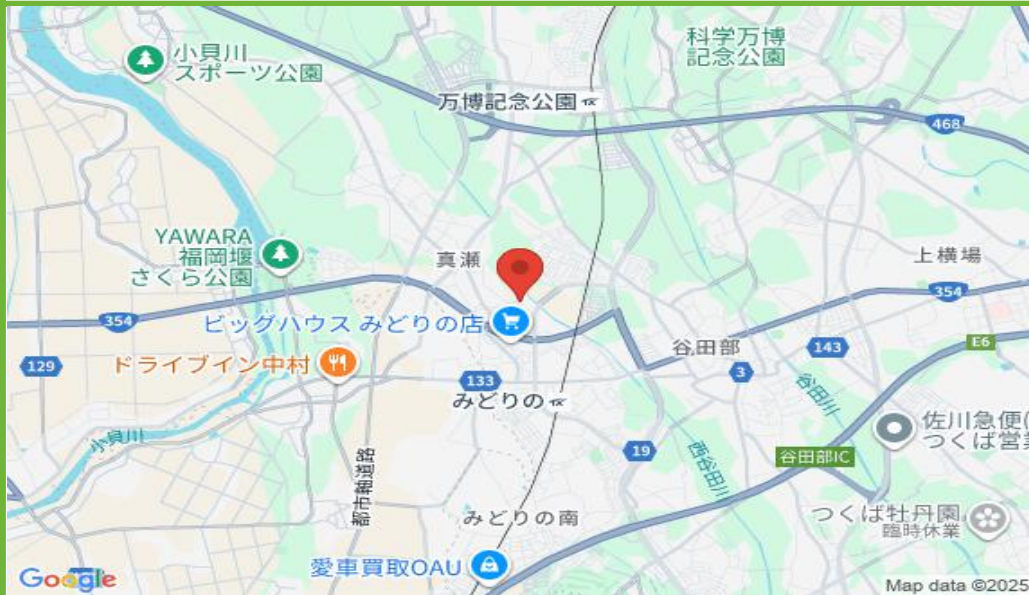 小貝川
スポーツ公園
科学万博
記念公園
万博記念公園
468
YAWARA
福岡堰
さくら公園
真瀬
上横場
354
354
ビッグハウス みどりの店
谷田部
143
E6
129
ドライブイン中村
133
3
みどりの
谷田川
小貝川
佐川急便(
つくば営業
19
西谷田川
谷田部IC
都市軸道路
みどりの南
つくば牡丹園
臨時休業
愛車買取OAU
Google
Map data ©2025